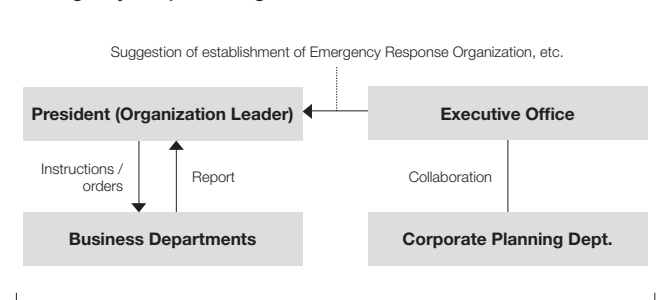 Suggestion of establishment of Emergency Response Organization, etc.
President (Organization Leader)
Executive Office
Instructions /
orders
Report
Collaboration
Business Departments
Corporate Planning Dept.